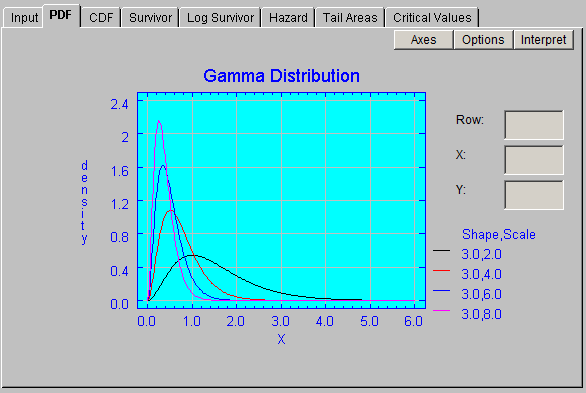 Input PDF CDF Survivor Log Survivor Hazard Tail Areas Critical Values
Axes Options Interpret
Gamma Distribution
density
2.4
2
1.6
1.2
0.8
0.4
0.0
0.0 1.0 2.0 3.0 4.0 5.0 6.0
X
Row:
X:
Y:
Shape,Scale
3.0,2.0
3.0,4.0
3.0,6.0
3.0,8.0